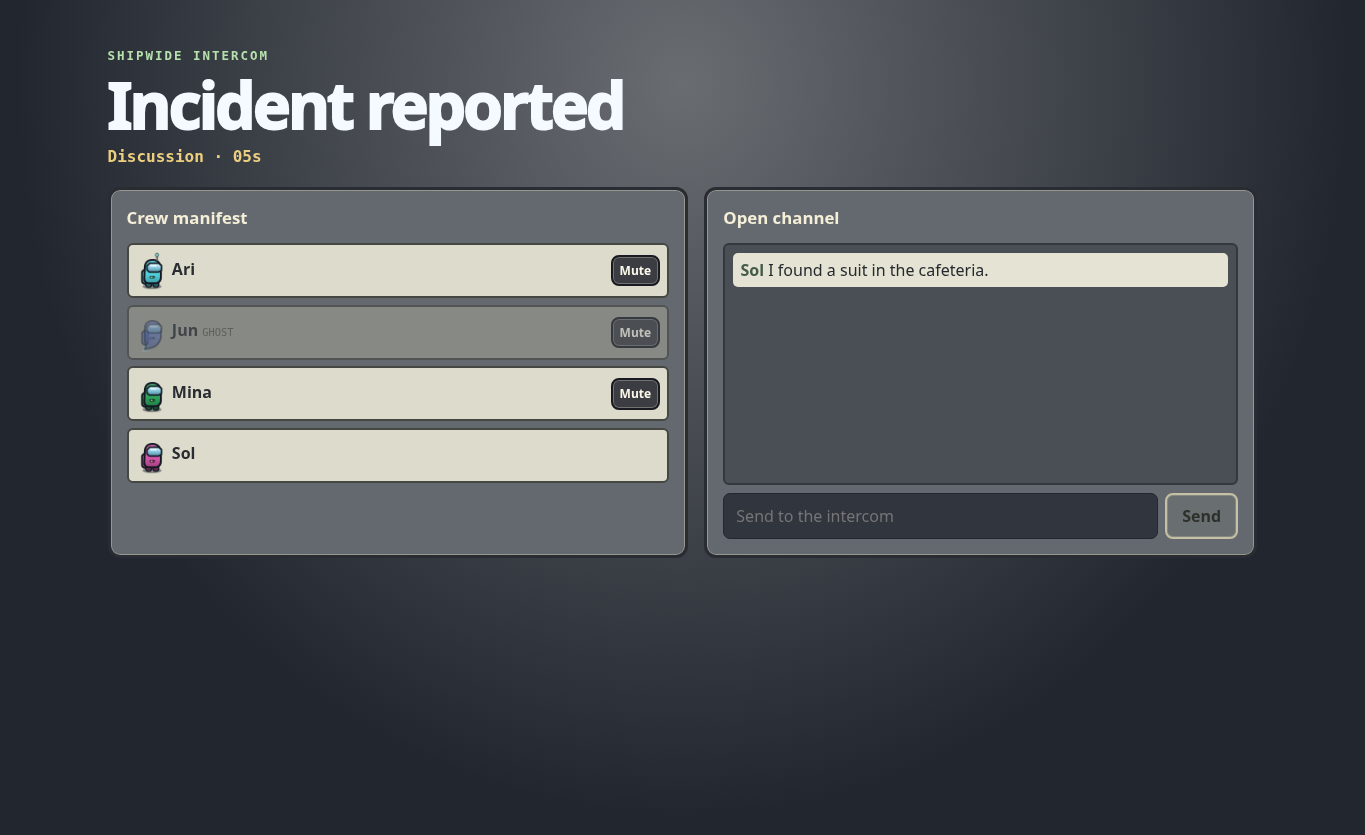 SHIPWIDE INTERCOM
Incident reported
Discussion · 05s
Crew manifest
Ari
Mute
Jun GHOST
Mute
Mina
Mute
Sol
Open channel
Sol I found a suit in the cafeteria.
Send to the intercom
Send